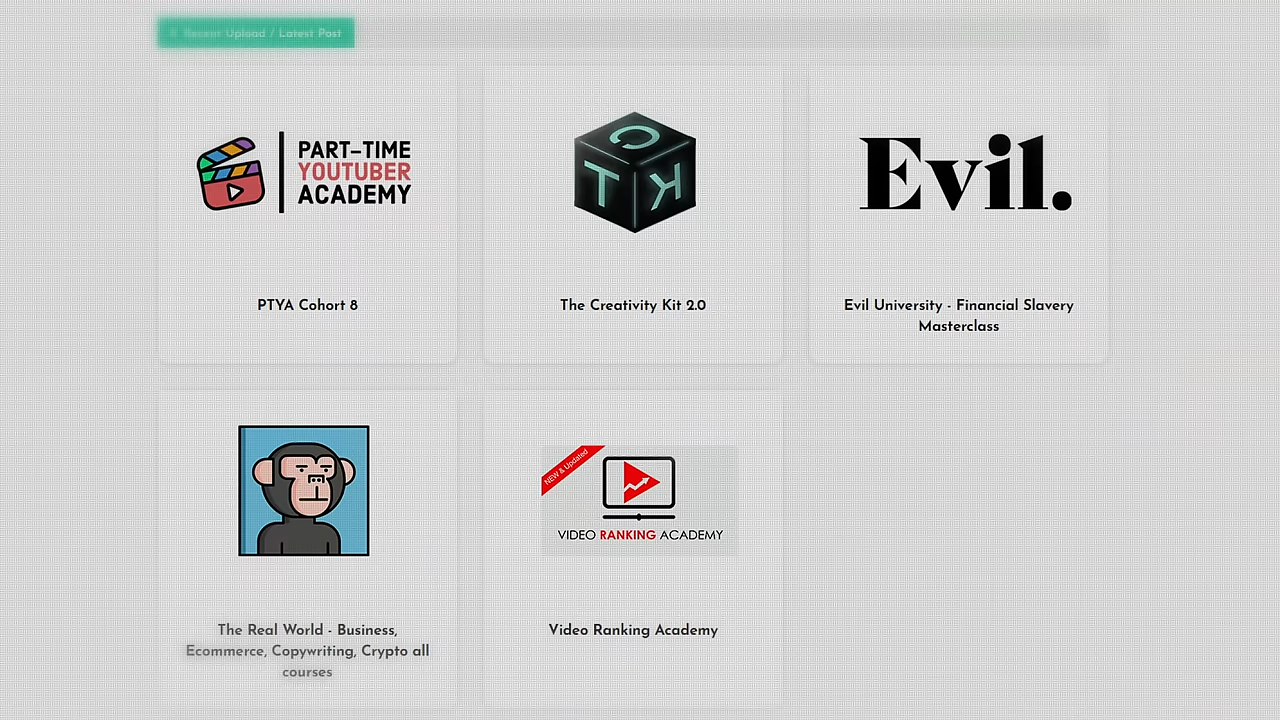 Recent Upload / Latest Post
PART-TIME
YOUTUBER
ACADEMY
C
T K
Evil.
PTYA Cohort 8
The Creativity Kit 2.0
Evil University - Financial Slavery
Masterclass
NEW & Updated
VIDEO RANKING ACADEMY
The Real World - Business,
Ecommerce, Copywriting, Crypto all
courses
Video Ranking Academy